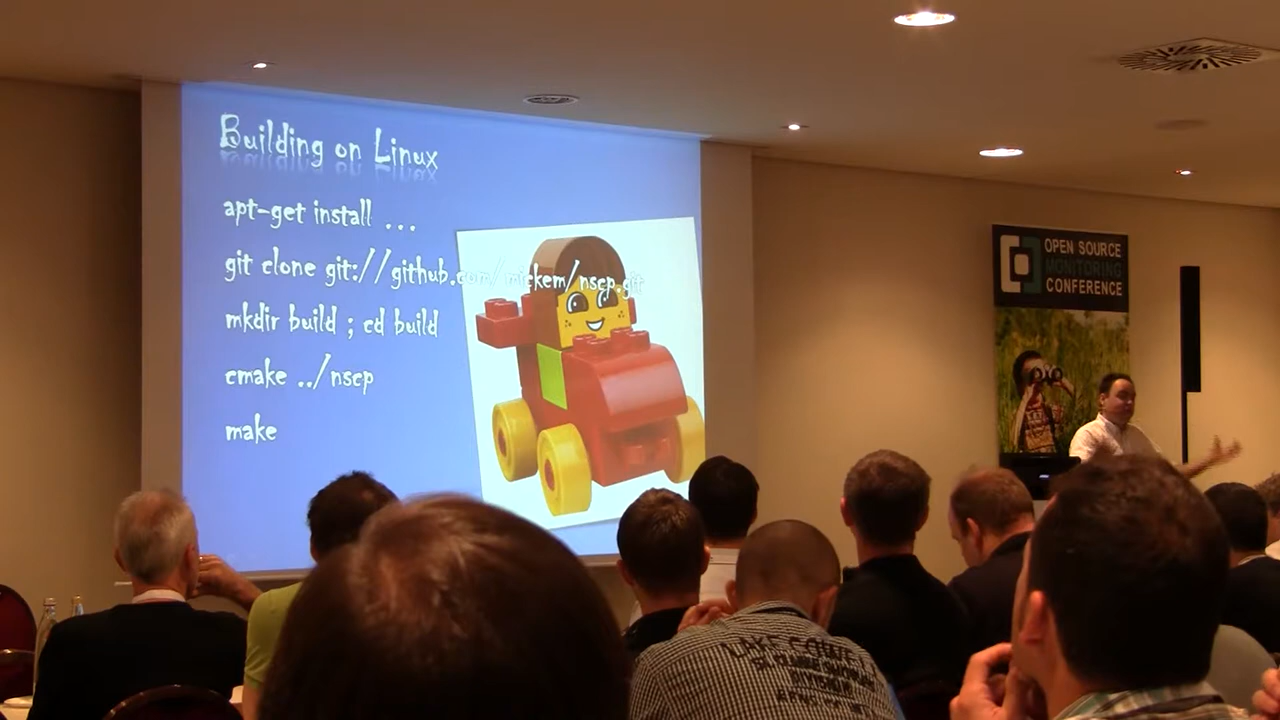 Building on Linux
apt-get install ...
git clone git://github.com/mickem/nscp.git
mkdir build ; cd build
cmake ../nscp
make
OPEN SOURCE
MONITORING
CONFERENCE